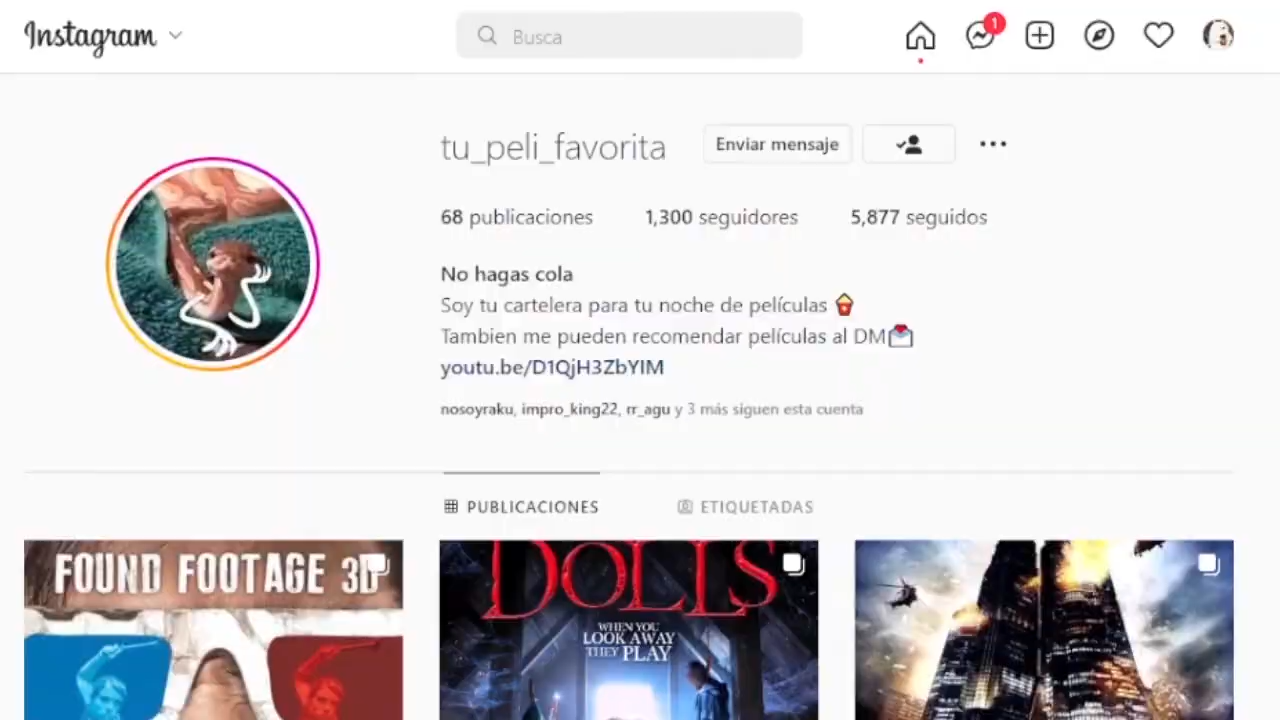 Instagram
Busca
1
tu_peli_favorita
Enviar mensaje
68 publicaciones
1,300 seguidores
5,877 seguidos
No hagas cola
Soy tu cartelera para tu noche de películas
Tambien me pueden recomendar películas al DM
youtu.be/D1QjH3ZbYIM
nosoyraku, impro_king22, rr_agu y 3 más siguen esta cuenta
PUBLICACIONES
ETIQUETADAS
FOUND FOOTAGE 3D
DOLLS
WHEN YOU
LOOK AWAY
THEY PLAY